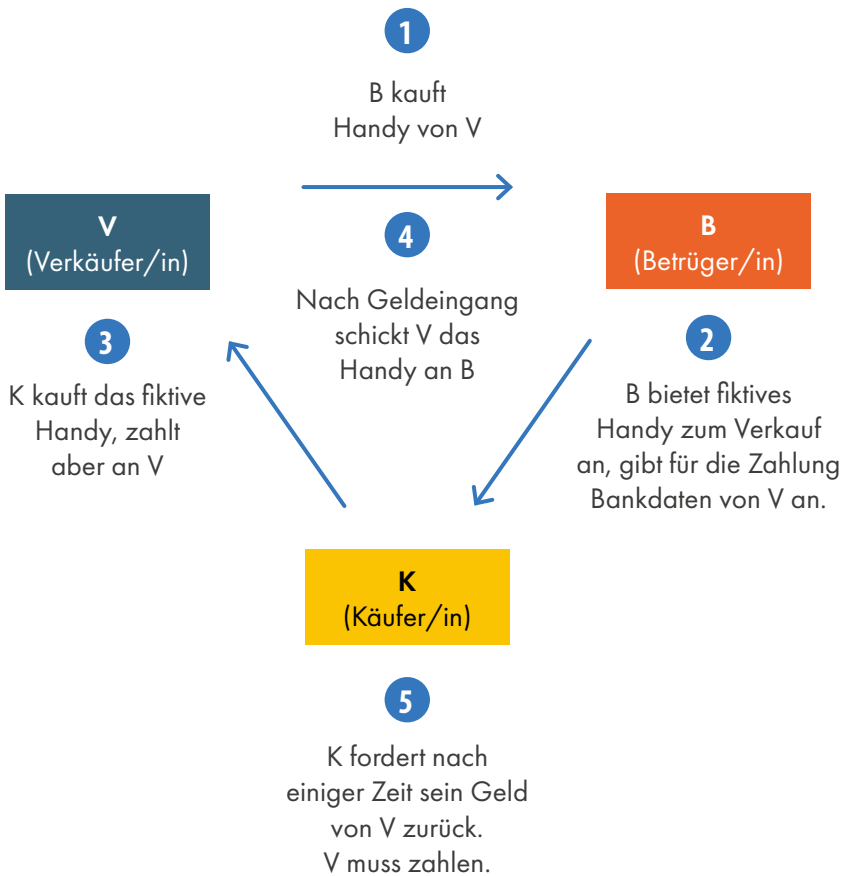 1
B kauft
Handy von V
V
(Verkäufer/in)
B
(Betrüger/in)
4
Nach Geldeingang
schickt V das
Handy an B
3
K kauft das fiktive
Handy, zahlt
aber an V
2
B bietet fiktives
Handy zum Verkauf
an, gibt für die Zahlung
Bankdaten von V an.
K
(Käufer/in)
5
K fordert nach
einiger Zeit sein Geld
von V zurück.
V muss zahlen.